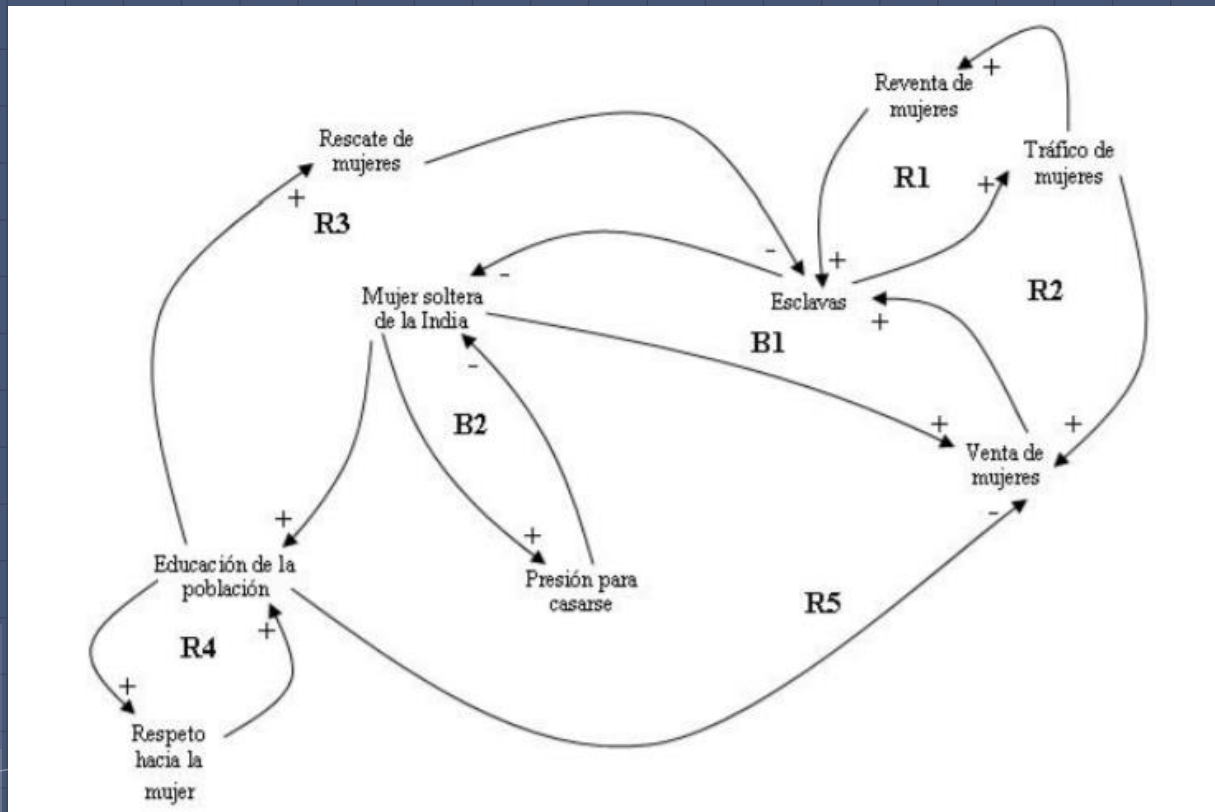 Reventa de
mujeres
+
Rescate de
mujeres
Tráfico de
mujeres
R1
+
+
R3
-
+
-
Mujer soltera
de la India
Esclavas
R2
+
B1
-
B2
+
+
Venta de
mujeres
-
+
+
Educación de la
población
Presión para
casarse
R5
+
R4
+
Respeto
hacia la
mujer